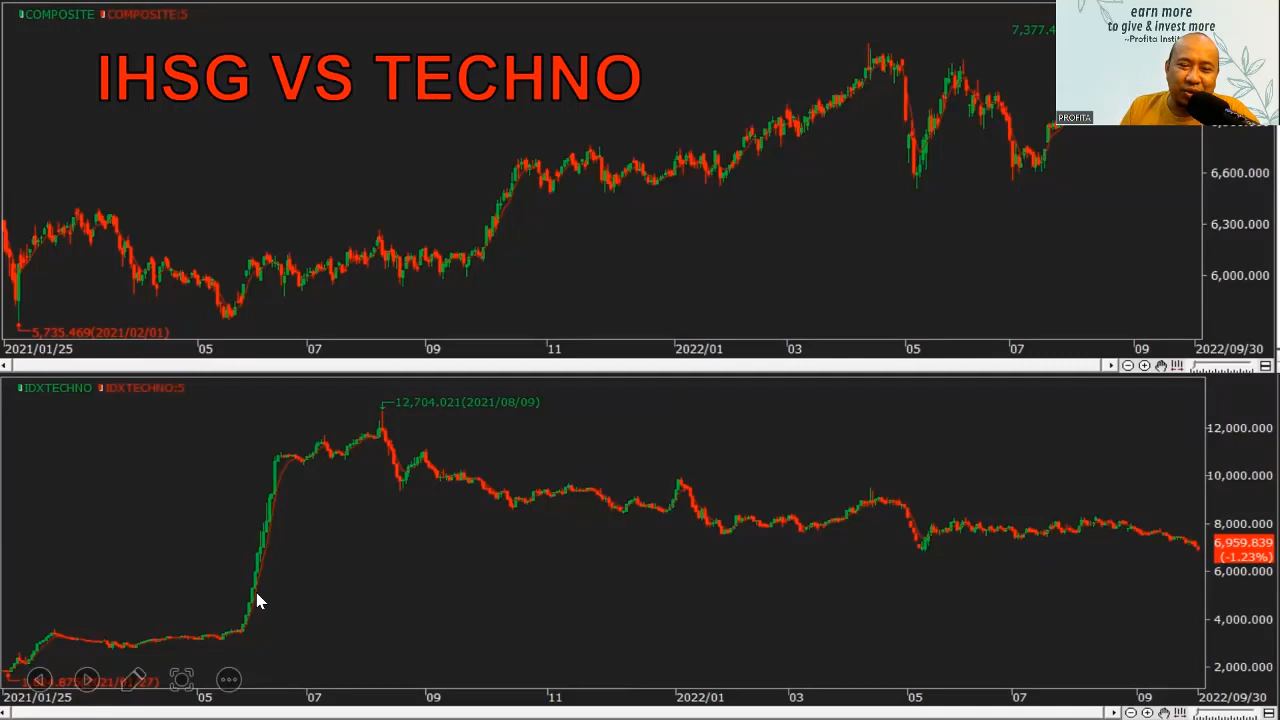 COMPOSITE COMPOSITE:5
IHSG VS TECHNO
7,377.4
earn more
to give & invest more
~Profita Insti
PROFITA
6,600.000
6,300.000
6,000.000
5,735.469(2021/02/01)
2021/01/25 05 07 09 11 2022/01 03 05 07 09 2022/09/30
IDXTECHNO IDXTECHNO:5
12,704.021(2021/08/09)
12,000.000
10,000.000
8,000.000
6,959.839
(-1.23%)
6,000.000
4,000.000
2,000.000
2021/01/25 05 07 09 11 2022/01 03 05 07 09 2022/09/30